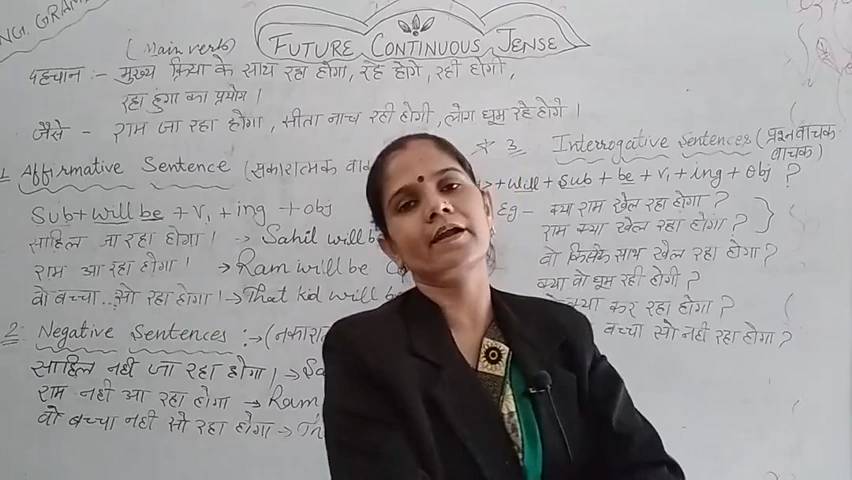 NG. GRAM
FUTURE CONTINUOUS TENSE
(Main verb)
पहचान :- मुख्य क्रिया के साथ रहा होगा, रहे होगे, रही होगी,
रहा हुंगा का प्रयोग ।
जैसे - राम जा रहा होगा, सीता नाच रही होगी, लोग घूम रहे होंगे ।
1. Affirmative Sentence (सकारात्मक वा
Sub + will be + V1 + ing + obj
साहिल जा रहा होगा । → Sahil will b
राम आ रहा होगा । → Ram will be
वो बच्चा .. सो रहा होगा । → That kid will b
2. Negative Sentences :→ (नकारा
साहिल नहीं जा रहा होगा । → Sa
राम नहीं आ रहा होगा → Ram
वो बच्चा नहीं सो रहा होगा → Th
3. Interrogative Sentences (प्रश्नवाचक
वाचक)
+ will + sub + be + V1 + ing + obj ?
Eg - क्या राम खेल रहा होगा ?
राम क्या खेल रहा होगा ?
वो किसके साथ खेल रहा होगा ?
क्या वो घूम रही होगी ?
क्या कर रहा होगा ?
बच्चा सो नहीं रहा होगा ?